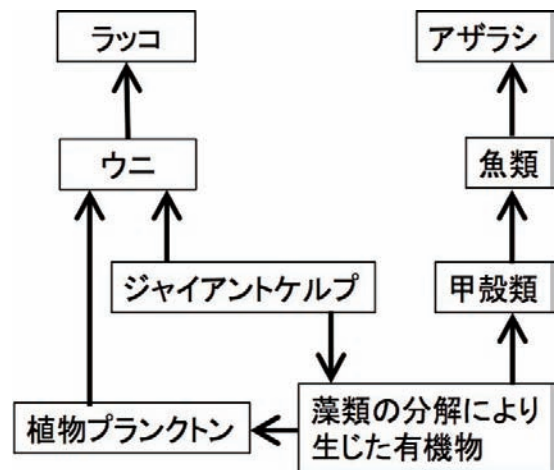 ラッコ
アザラシ
ウニ
魚類
ジャイアントケルプ
甲殻類
植物プランクトン
藻類の分解により
生じた有機物